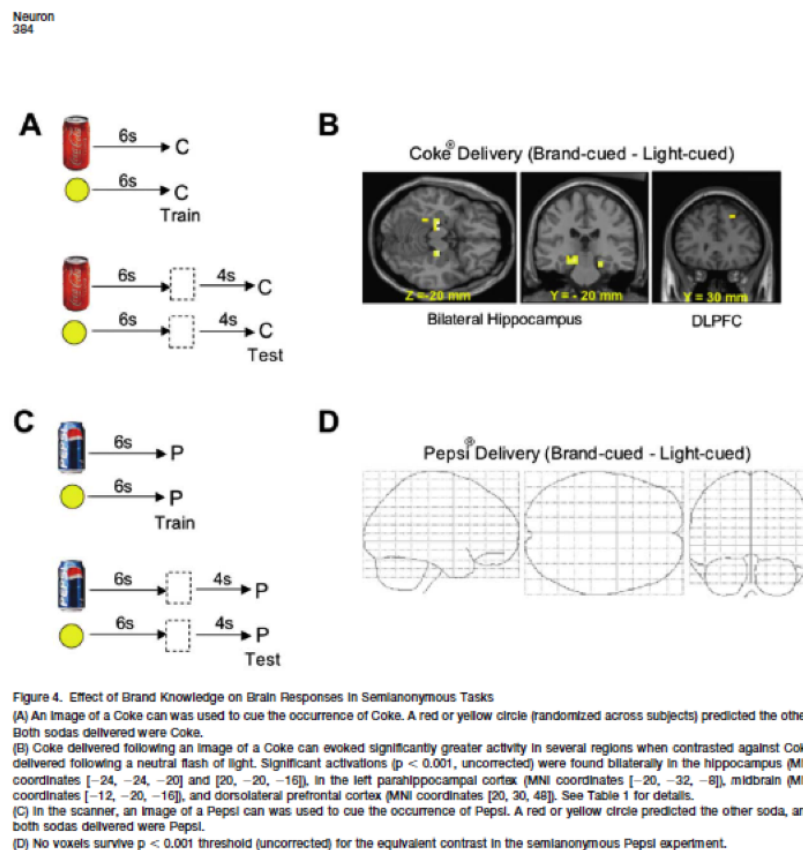 Neuron
384
A
6s
C
6s
C
Train
6s
4s
C
6s
4s
C
Test
B
Coke® Delivery (Brand-cued - Light-cued)
Z = -20 mm
Y = - 20 mm
Y = 30 mm
Bilateral Hippocampus
DLPFC
C
6s
P
6s
P
Train
6s
4s
P
6s
4s
P
Test
D
Pepsi® Delivery (Brand-cued - Light-cued)
Figure 4. Effect of Brand Knowledge on Brain Responses in Semianonymous Tasks
(A) An image of a Coke can was used to cue the occurrence of Coke. A red or yellow circle (randomized across subjects) predicted the othe
Both sodas delivered were Coke.
(B) Coke delivered following an image of a Coke can evoked significantly greater activity in several regions when contrasted against Cok
delivered following a neutral flash of light. Significant activations (p < 0.001, uncorrected) were found bilaterally in the hippocampus (M
coordinates [−24, −24, −20] and [20, −20, −16]), in the left parahippocampal cortex (MNI coordinates [−20, −32, −8]), midbrain (M
coordinates [−12, −20, −16]), and dorsolateral prefrontal cortex (MNI coordinates [20, 30, 48]). See Table 1 for details.
(C) In the scanner, an image of a Pepsi can was used to cue the occurrence of Pepsi. A red or yellow circle predicted the other soda, an
both sodas delivered were Pepsi.
(D) No voxels survive p < 0.001 threshold (uncorrected) for the equivalent contrast in the semianonymous Pepsi experiment.